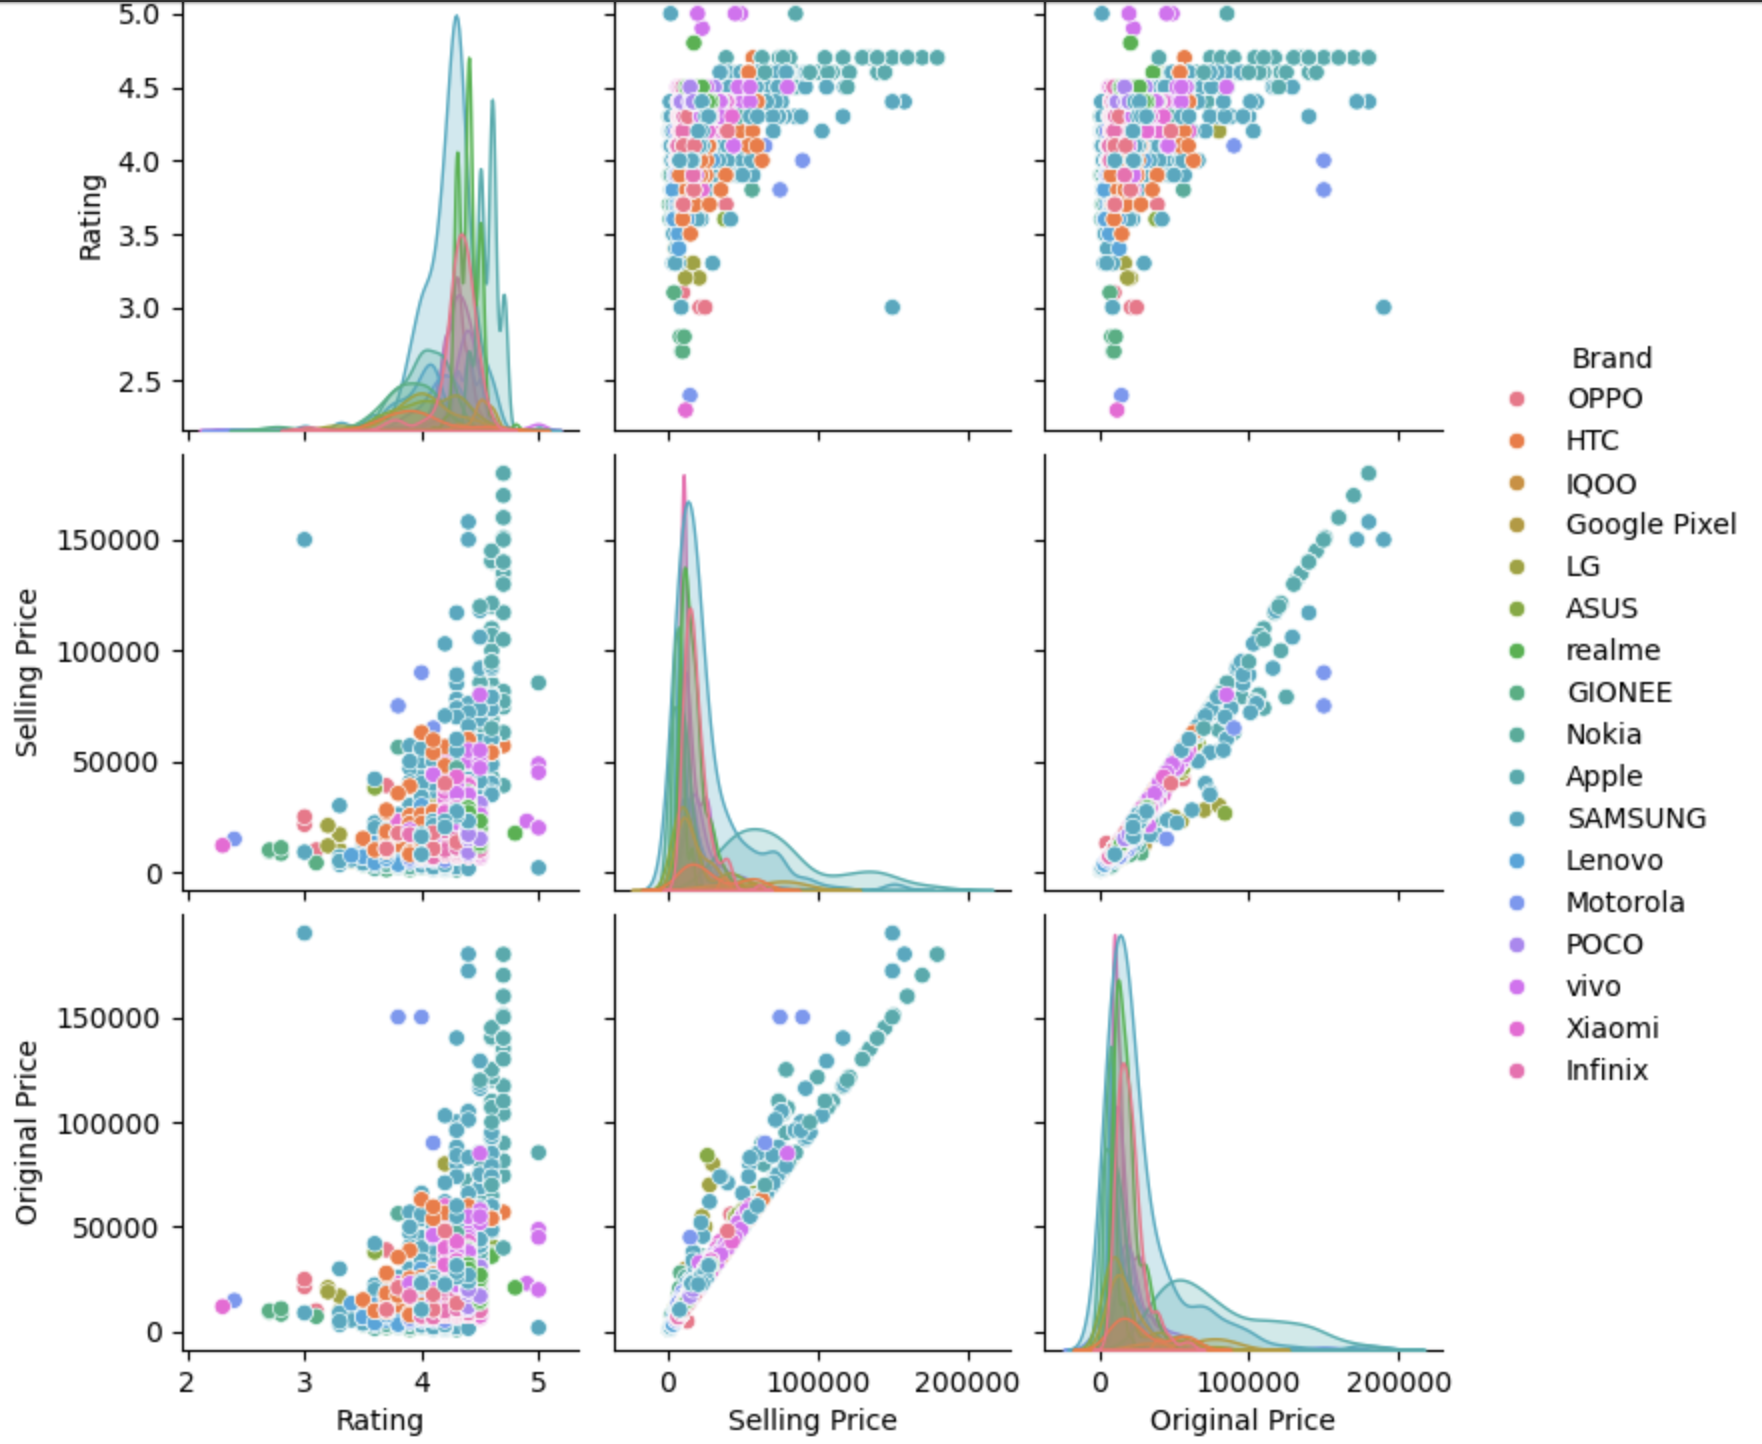 5.0
4.5
4.0
3.5
3.0
2.5
Rating
150000
100000
50000
0
Selling Price
150000
100000
50000
0
Original Price
2 3 4 5
0 100000 200000
0 100000 200000
Rating
Selling Price
Original Price
Brand
OPPO
HTC
IQOO
Google Pixel
LG
ASUS
realme
GIONEE
Nokia
Apple
SAMSUNG
Lenovo
Motorola
POCO
vivo
Xiaomi
Infinix